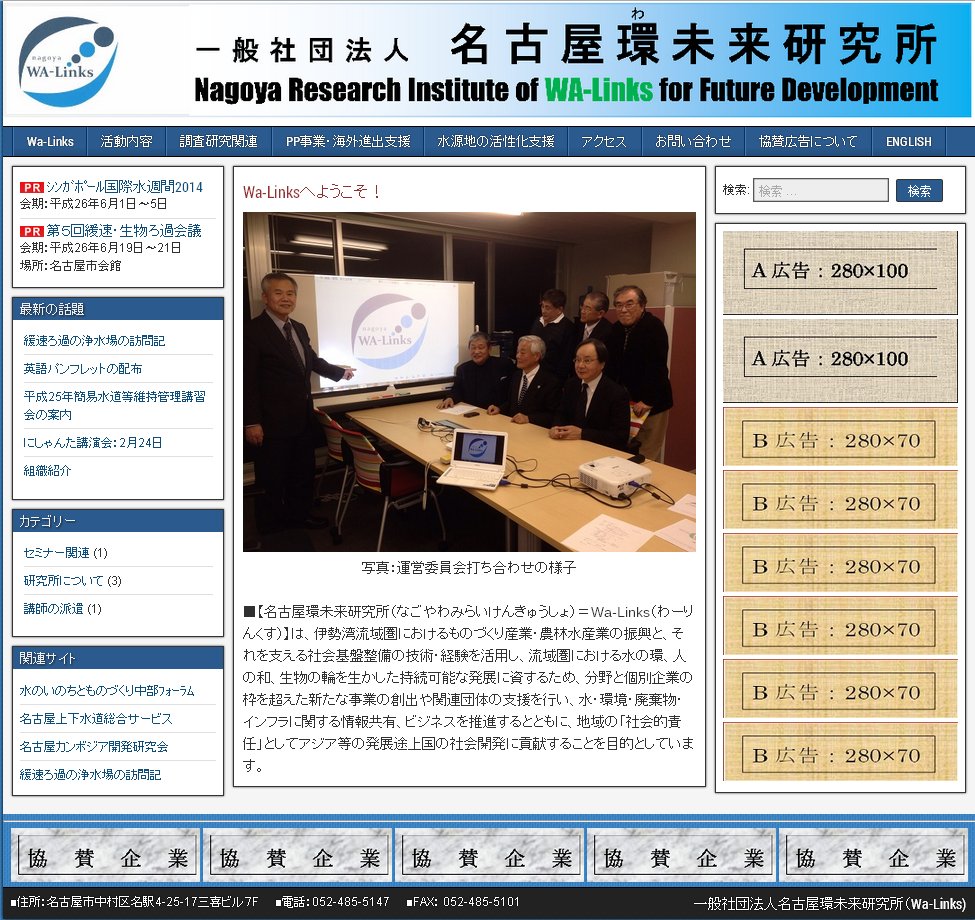 nagoya
WA-Links
わ
一般社団法人 名古屋環未来研究所
Nagoya Research Institute of WA-Links for Future Development
Wa-Links 活動内容 調査研究関連 PP事業・海外進出支援 水源地の活性化支援 アクセス お問い合わせ 協賛広告について ENGLISH
PR シンガポール国際水週間2014
会期:平成26年6月1日～5日
PR 第5回緩速・生物ろ過会議
会期:平成26年6月19日～21日
場所:名古屋市会館
最新の話題
緩速ろ過の浄水場の訪問記
英語パンフレットの配布
平成25年簡易水道等維持管理講習
会の案内
にしゃんた講演会:2月24日
組織紹介
カテゴリー
セミナー関連 (1)
研究所について (3)
講師の派遣 (1)
関連サイト
水のいのちとものづくり中部フォーラム
名古屋上下水道総合サービス
名古屋カンボジア開発研究会
緩速ろ過の浄水場の訪問記
Wa-Linksへようこそ！
nagoya
WA-Links
写真:運営委員会打ち合わせの様子
■【名古屋環未来研究所(なごやわみらいけんきゅうしょ)＝Wa-Links(わーり
んくす)】は、伊勢湾流域圏におけるものづくり産業・農林水産業の振興と、そ
れを支える社会基盤整備の技術・経験を活用し、流域圏における水の環、人
の和、生物の輪を生かした持続可能な発展に資するため、分野と個別企業の
枠を超えた新たな事業の創出や関連団体の支援を行い、水・環境・廃棄物・
インフラに関する情報共有、ビジネスを推進するとともに、地域の「社会的責
任」としてアジア等の発展途上国の社会開発に貢献することを目的としていま
す。
検索: 検索 … 検索
A 広告：280×100
A 広告：280×100
B 広告：280×70
B 広告：280×70
B 広告：280×70
B 広告：280×70
B 広告：280×70
B 広告：280×70
協賛企業 協賛企業 協賛企業 協賛企業 協賛企業
■住所:名古屋市中村区名駅4-25-17三喜ビル7F ■電話:052-485-5147 ■FAX: 052-485-5101
一般社団法人名古屋環未来研究所(Wa-Links)